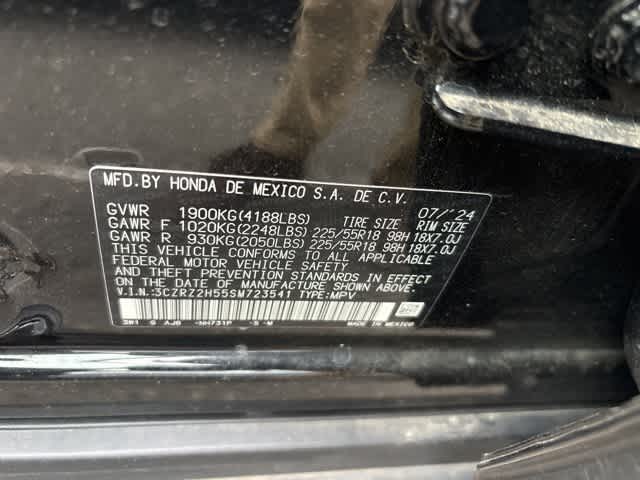 MFD.BY HONDA DE MEXICO S.A. DE C.V.
07/'24
GVWR 1900KG(4188LBS) TIRE SIZE RIM SIZE
GAWR F 1020KG(2248LBS) 225/55R18 98H 18X7.0J
GAWR R 930KG(2050LBS) 225/55R18 98H 18X7.0J
THIS VEHICLE CONFORMS TO ALL APPLICABLE
FEDERAL MOTOR VEHICLE SAFETY
AND THEFT PREVENTION STANDARDS IN EFFECT
ON THE DATE OF MANUFACTURE SHOWN ABOVE.
V.I.N.:3CZRZ2H55SM723541 TYPE:MPV
3W1 G AJB -NH731P -S -M MADE IN MEXICO